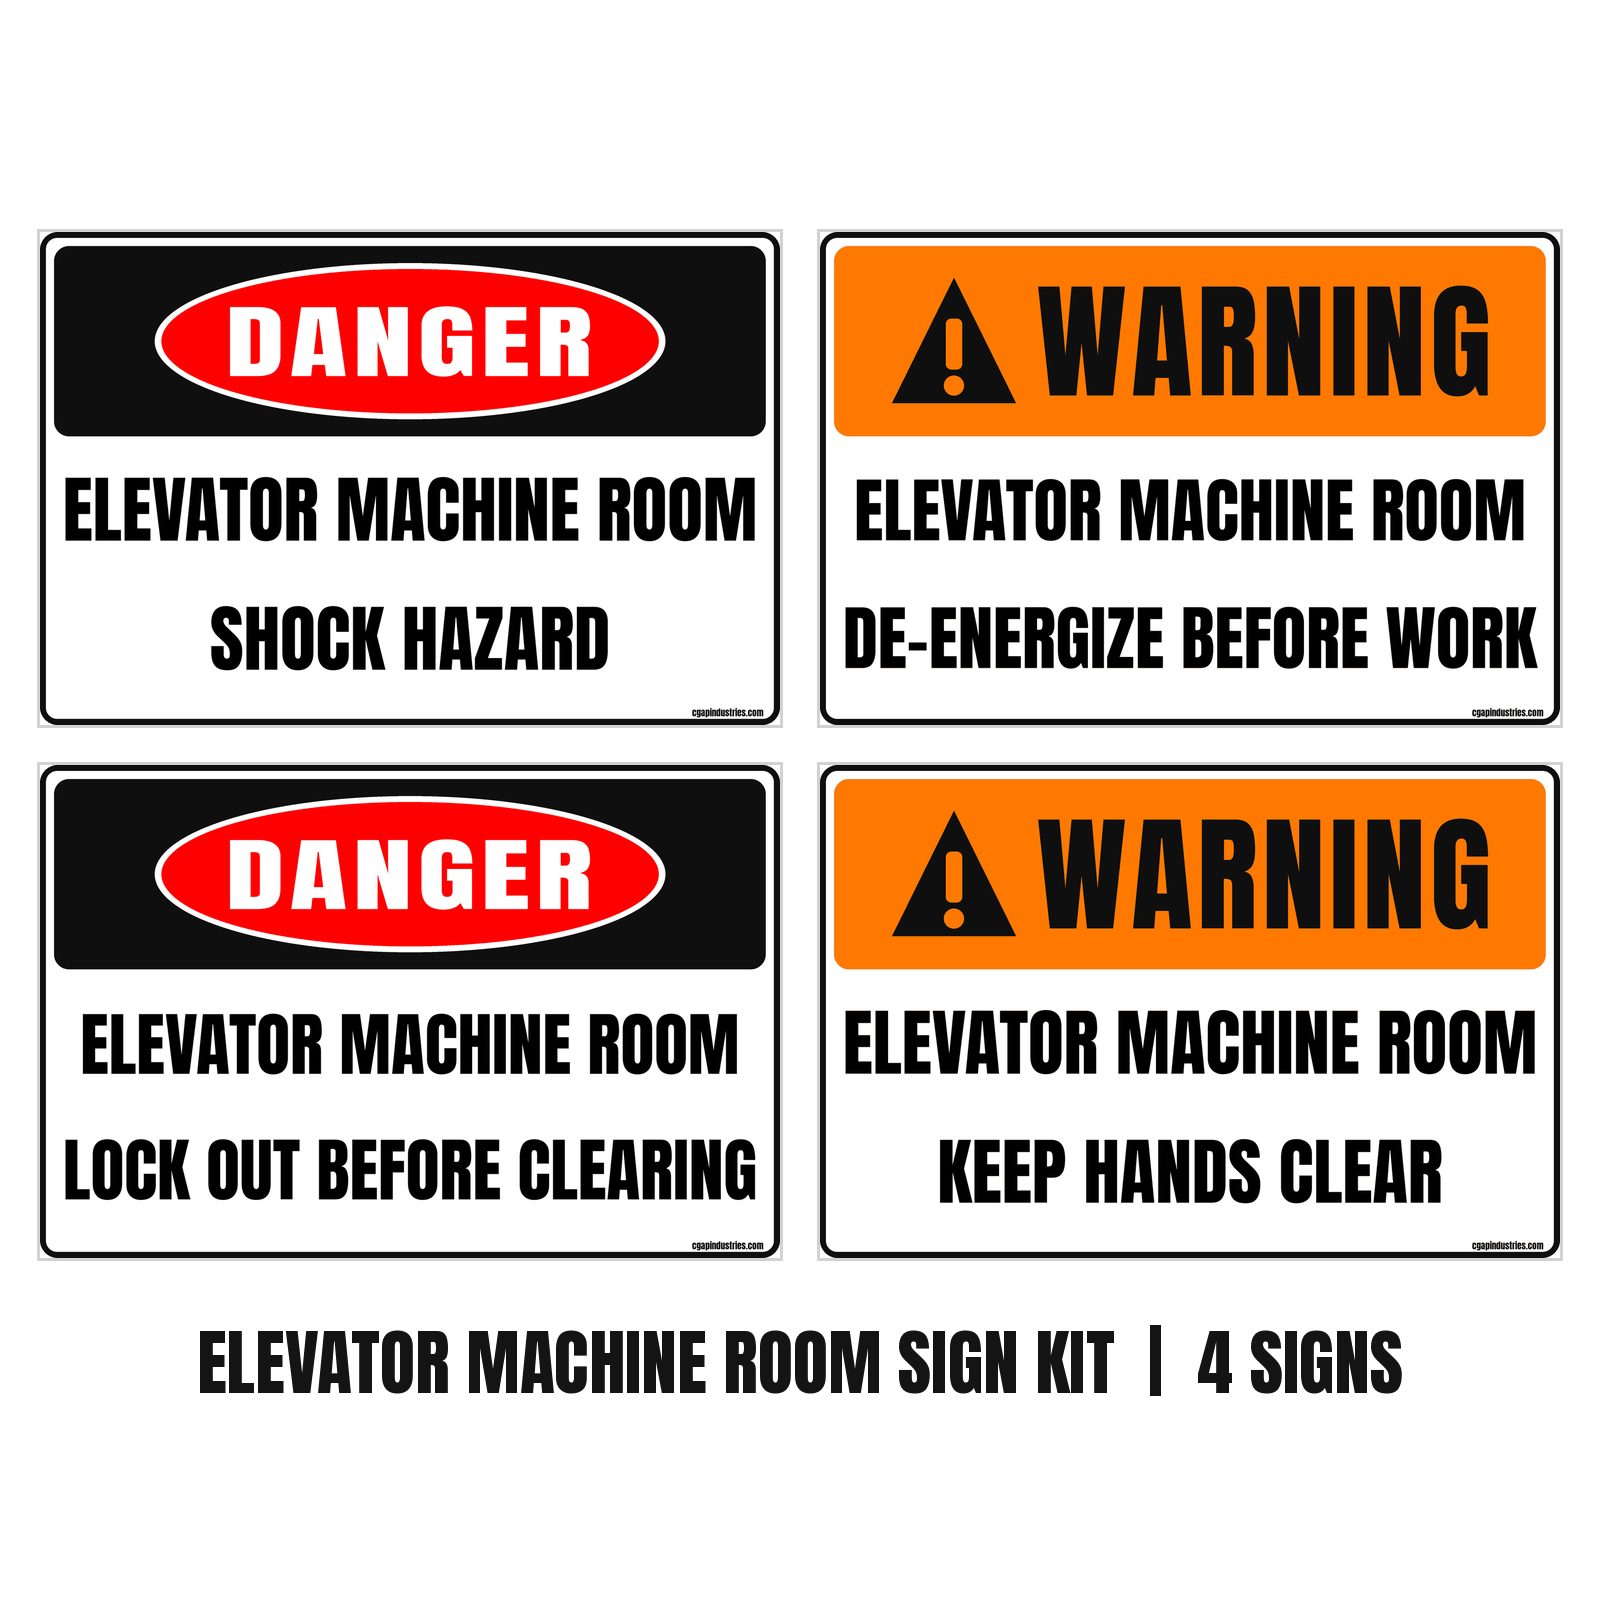 DANGER
ELEVATOR MACHINE ROOM
SHOCK HAZARD
cgapindustries.com
WARNING
ELEVATOR MACHINE ROOM
DE-ENERGIZE BEFORE WORK
cgapindustries.com
DANGER
ELEVATOR MACHINE ROOM
LOCK OUT BEFORE CLEARING
cgapindustries.com
WARNING
ELEVATOR MACHINE ROOM
KEEP HANDS CLEAR
cgapindustries.com
ELEVATOR MACHINE ROOM SIGN KIT | 4 SIGNS